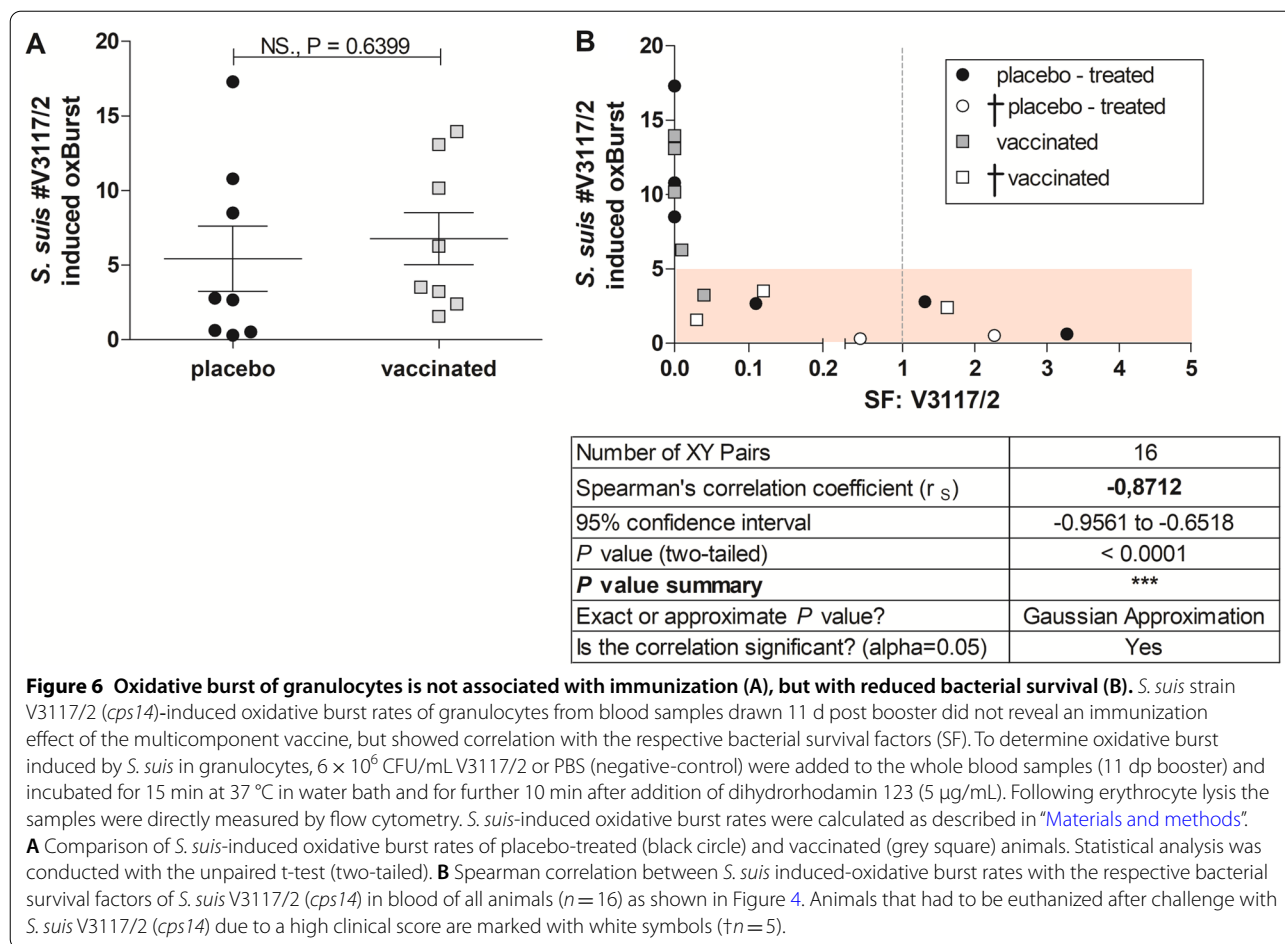 A
20
15
10
5
0
S. suis #V3117/2
induced oxBurst
NS., P = 0.6399
placebo
vaccinated
B
20
15
10
5
0
S. suis #V3117/2
induced oxBurst
placebo - treated
†placebo - treated
vaccinated
†vaccinated
0.0
0.1
0.2
1
2
3
4
5
SF: V3117/2
Number of XY Pairs 16
Spearman's correlation coefficient (r S) -0,8712
95% confidence interval -0.9561 to -0.6518
P value (two-tailed) < 0.0001
P value summary ***
Exact or approximate P value? Gaussian Approximation
Is the correlation significant? (alpha=0.05) Yes
Figure 6 Oxidative burst of granulocytes is not associated with immunization (A), but with reduced bacterial survival (B). S. suis strain
V3117/2 (cps14)-induced oxidative burst rates of granulocytes from blood samples drawn 11 d post booster did not reveal an immunization
effect of the multicomponent vaccine, but showed correlation with the respective bacterial survival factors (SF). To determine oxidative burst
induced by S. suis in granulocytes, 6 × 10⁶ CFU/mL V3117/2 or PBS (negative-control) were added to the whole blood samples (11 dp booster) and
incubated for 15 min at 37 °C in water bath and for further 10 min after addition of dihydrorhodamin 123 (5 µg/mL). Following erythrocyte lysis the
samples were directly measured by flow cytometry. S. suis-induced oxidative burst rates were calculated as described in "Materials and methods".
A Comparison of S. suis-induced oxidative burst rates of placebo-treated (black circle) and vaccinated (grey square) animals. Statistical analysis was
conducted with the unpaired t-test (two-tailed). B Spearman correlation between S. suis induced-oxidative burst rates with the respective bacterial
survival factors of S. suis V3117/2 (cps14) in blood of all animals (n = 16) as shown in Figure 4. Animals that had to be euthanized after challenge with
S. suis V3117/2 (cps14) due to a high clinical score are marked with white symbols (†n = 5).